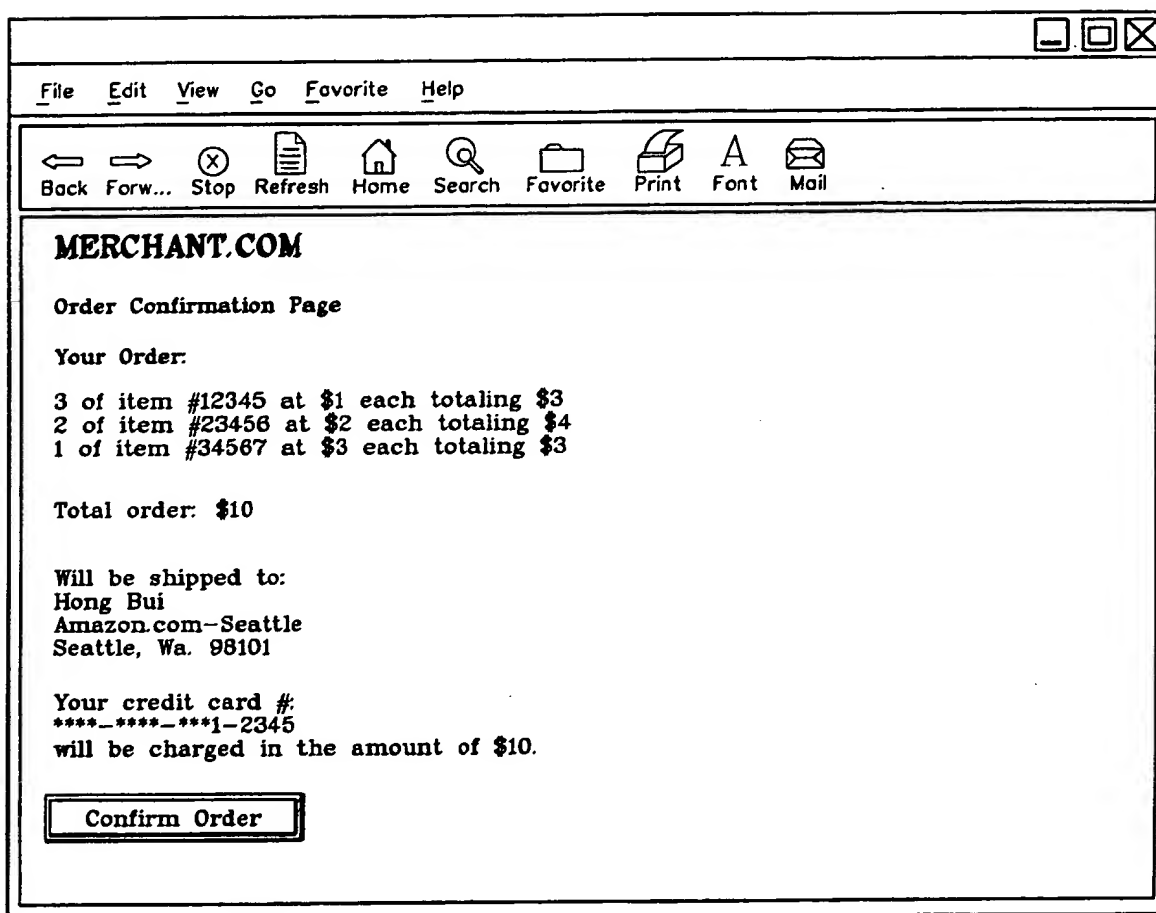 File Edit View Go Favorite Help
Back Forw... Stop Refresh Home Search Favorite Print Font Mail
MERCHANT.COM
Order Confirmation Page
Your Order:
3 of item #12345 at $1 each totaling $3
2 of item #23456 at $2 each totaling $4
1 of item #34567 at $3 each totaling $3
Total order: $10
Will be shipped to:
Hong Bui
Amazon.com-Seattle
Seattle, Wa. 98101
Your credit card #:
****-****-***1-2345
will be charged in the amount of $10.
Confirm Order